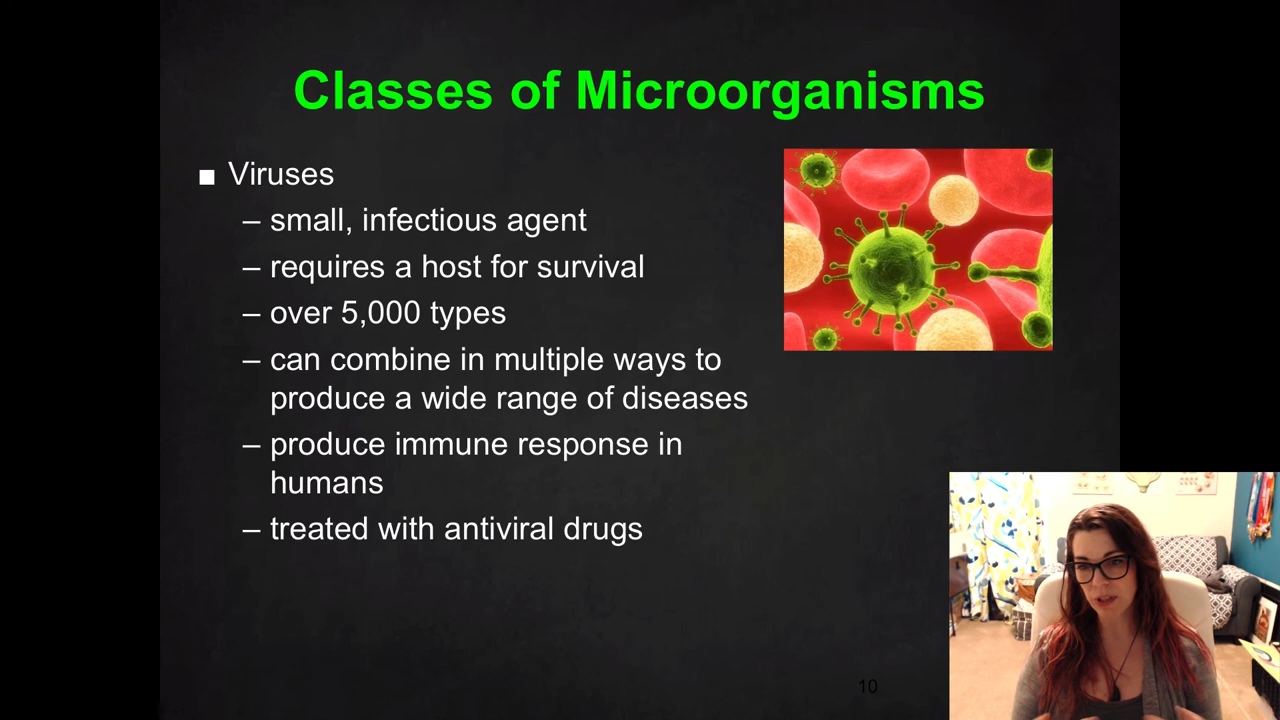 Classes of Microorganisms
■ Viruses
– small, infectious agent
– requires a host for survival
– over 5,000 types
– can combine in multiple ways to
produce a wide range of diseases
– produce immune response in
humans
– treated with antiviral drugs
10